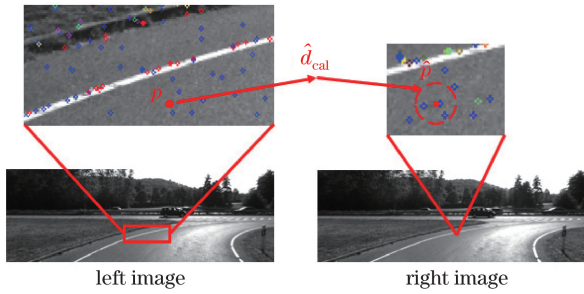 p
d̂cal
p̂
left image
right image